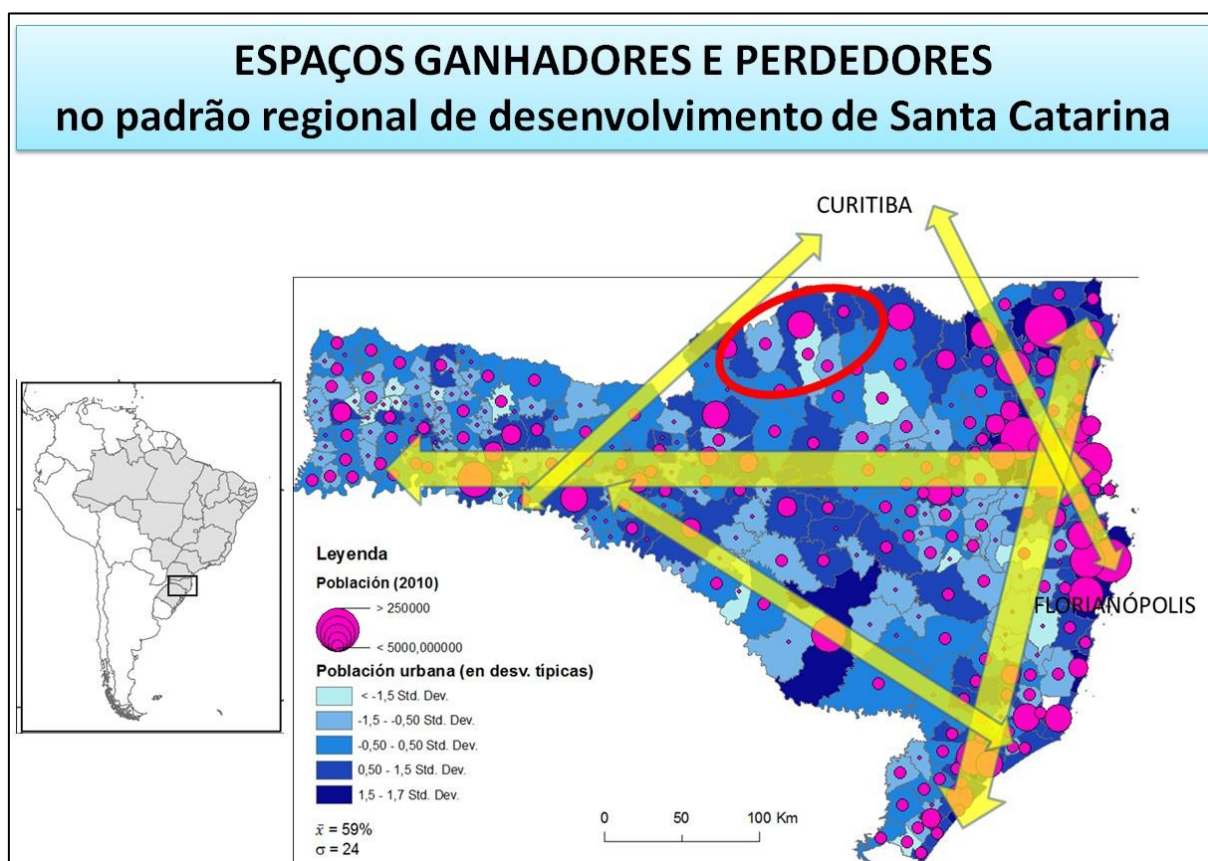 ESPAÇOS GANHADORES E PERDEDORES
no padrão regional de desenvolvimento de Santa Catarina
CURITIBA
FLORIANÓPOLIS
Leyenda
Población (2010)
> 250000
< 5000,000000
Población urbana (en desv. típicas)
< -1,5 Std. Dev.
-1,5 - -0,50 Std. Dev.
-0,50 - 0,50 Std. Dev.
0,50 - 1,5 Std. Dev.
1,5 - 1,7 Std. Dev.
x̄ = 59%
σ = 24
0 50 100 Km